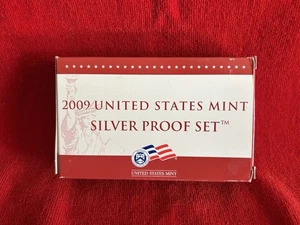 2009 UNITED STATES MINT
SILVER PROOF SET™
UNITED STATES MINT